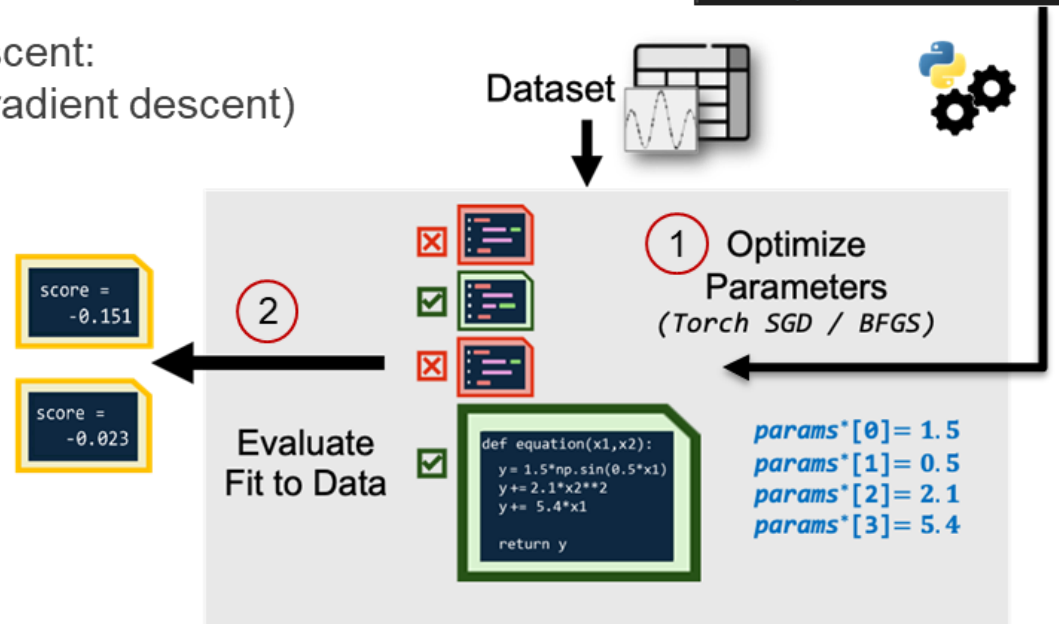 scent:
radient descent)
Dataset
1 Optimize
Parameters
(Torch SGD / BFGS)
2
score =
-0.151
score =
-0.023
Evaluate
Fit to Data
def equation(x1,x2):
y = 1.5*np.sin(0.5*x1)
y += 2.1*x2**2
y += 5.4*x1
return y
params*[0]= 1.5
params*[1]= 0.5
params*[2]= 2.1
params*[3]= 5.4